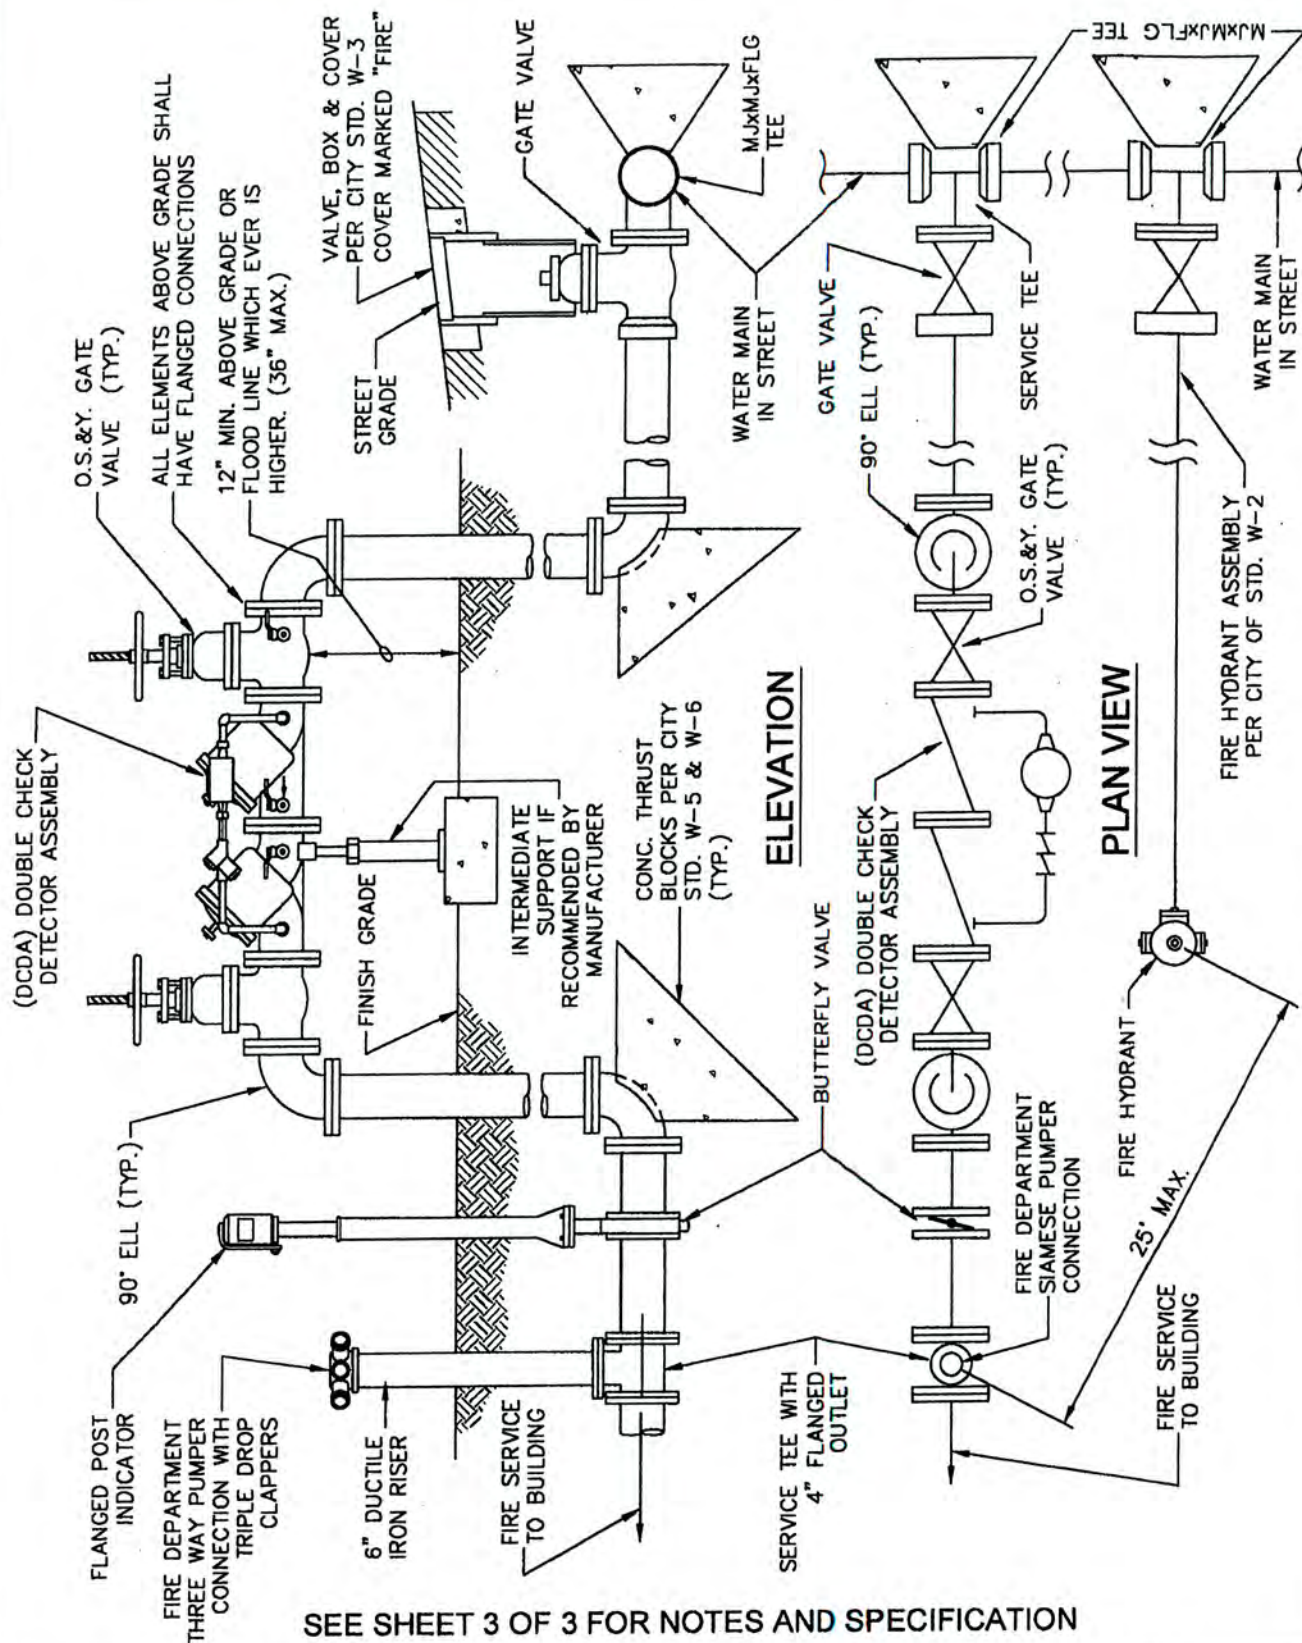 (DCDA) DOUBLE CHECK
DETECTOR ASSEMBLY
O.S.&Y. GATE
VALVE (TYP.)
ALL ELEMENTS ABOVE GRADE SHALL
HAVE FLANGED CONNECTIONS
12" MIN. ABOVE GRADE OR
FLOOD LINE WHICH EVER IS
HIGHER. (36" MAX.)
STREET
GRADE
VALVE, BOX & COVER
PER CITY STD. W-3
COVER MARKED "FIRE"
GATE VALVE
MJxMJxFLG
TEE
90° ELL (TYP.)
FLANGED POST
INDICATOR
FIRE DEPARTMENT
THREE WAY PUMPER
CONNECTION WITH
TRIPLE DROP
CLAPPERS
6" DUCTILE
IRON RISER
FIRE SERVICE
TO BUILDING
FINISH GRADE
INTERMEDIATE
SUPPORT IF
RECOMMENDED BY
MANUFACTURER
CONC. THRUST
BLOCKS PER CITY
STD. W-5 & W-6
(TYP.)
ELEVATION
WATER MAIN
IN STREET
BUTTERFLY VALVE
SERVICE TEE WITH
4" FLANGED
OUTLET
GATE VALVE
90° ELL (TYP.)
SERVICE TEE
O.S.&Y. GATE
VALVE (TYP.)
(DCDA) DOUBLE CHECK
DETECTOR ASSEMBLY
FIRE DEPARTMENT
SIAMESE PUMPER
CONNECTION
MJxMJxFLG TEE
PLAN VIEW
WATER MAIN
IN STREET
FIRE HYDRANT ASSEMBLY
PER CITY OF STD. W-2
FIRE HYDRANT
25' MAX.
FIRE SERVICE
TO BUILDING
SEE SHEET 3 OF 3 FOR NOTES AND SPECIFICATION